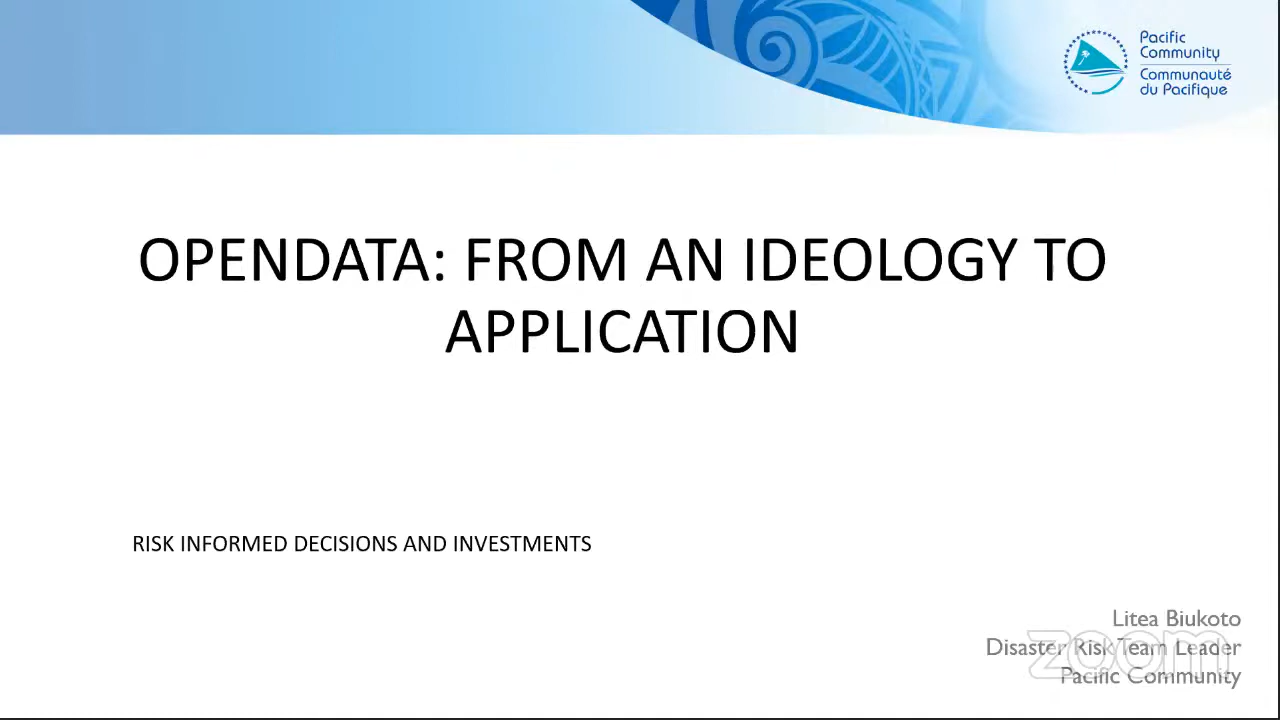 Pacific
Community
Communauté
du Pacifique
OPENDATA: FROM AN IDEOLOGY TO
APPLICATION
RISK INFORMED DECISIONS AND INVESTMENTS
Litea Biukoto
Disaster Risk Team Leader
Pacific Community
zoom